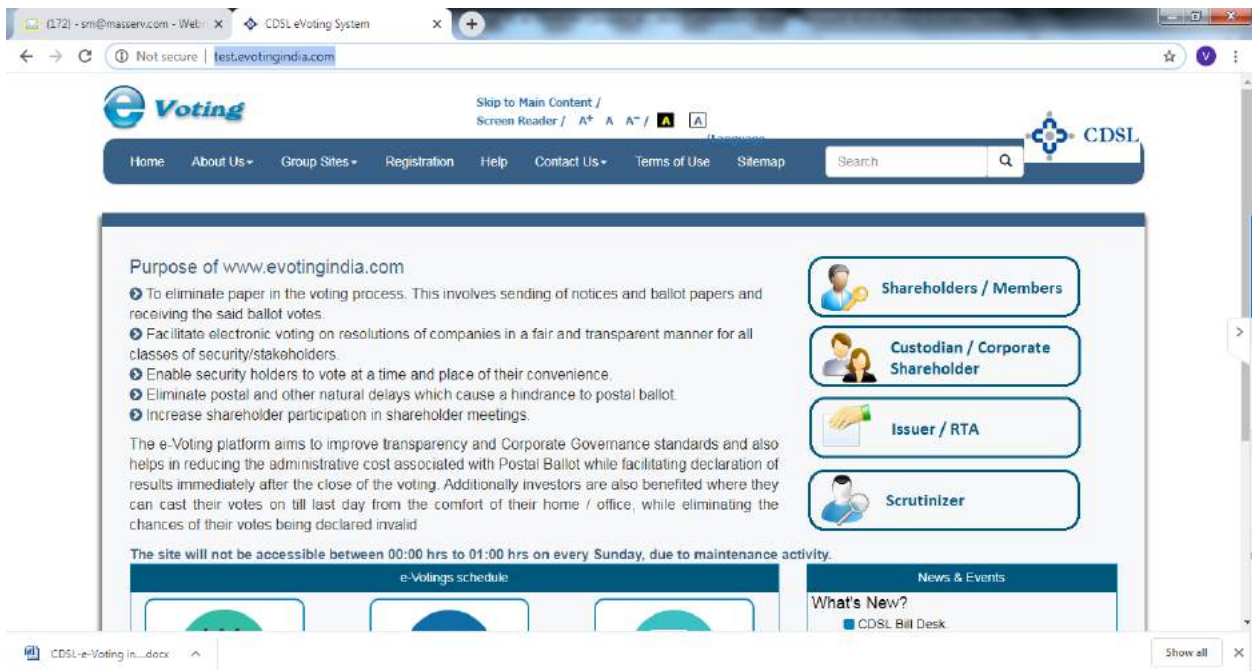 (172) - sm@masserv.com - Web
CDSL eVoting System
Not secure | test.evotingindia.com
V
e Voting
Skip to Main Content /
Screen Reader / A+ A A- / A A
/Language
CDSL
Home About Us Group Sites Registration Help Contact Us Terms of Use Sitemap Search
Purpose of www.evotingindia.com
To eliminate paper in the voting process. This involves sending of notices and ballot papers and
receiving the said ballot votes.
Facilitate electronic voting on resolutions of companies in a fair and transparent manner for all
classes of security/stakeholders.
Enable security holders to vote at a time and place of their convenience.
Eliminate postal and other natural delays which cause a hindrance to postal ballot.
Increase shareholder participation in shareholder meetings.
The e-Voting platform aims to improve transparency and Corporate Governance standards and also
helps in reducing the administrative cost associated with Postal Ballot while facilitating declaration of
results immediately after the close of the voting. Additionally investors are also benefited where they
can cast their votes on till last day from the comfort of their home / office, while eliminating the
chances of their votes being declared invalid
Shareholders / Members
Custodian / Corporate
Shareholder
Issuer / RTA
Scrutinizer
The site will not be accessible between 00:00 hrs to 01:00 hrs on every Sunday, due to maintenance activity.
e-Votings schedule
News & Events
What's New?
CDSL Bill Desk
CDSL-e-Voting in....docx
Show all